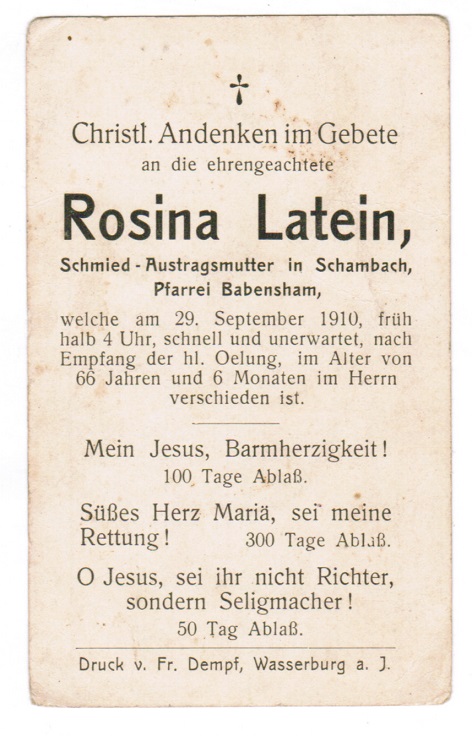 Christl. Andenken im Gebete
an die ehrengeachtete
Rosina Latein,
Schmied-Austragsmutter in Schambach,
Pfarrei Babensham,
welche am 29. September 1910, früh
halb 4 Uhr, schnell und unerwartet, nach
Empfang der hl. Oelung, im Alter von
66 Jahren und 6 Monaten im Herrn
verschieden ist.
Mein Jesus, Barmherzigkeit!
100 Tage Ablaß.
Süßes Herz Mariä, sei meine
Rettung! 300 Tage Ablaß.
O Jesus, sei ihr nicht Richter,
sondern Seligmacher!
50 Tag Ablaß.
Druck v. Fr. Dempf, Wasserburg a. J.